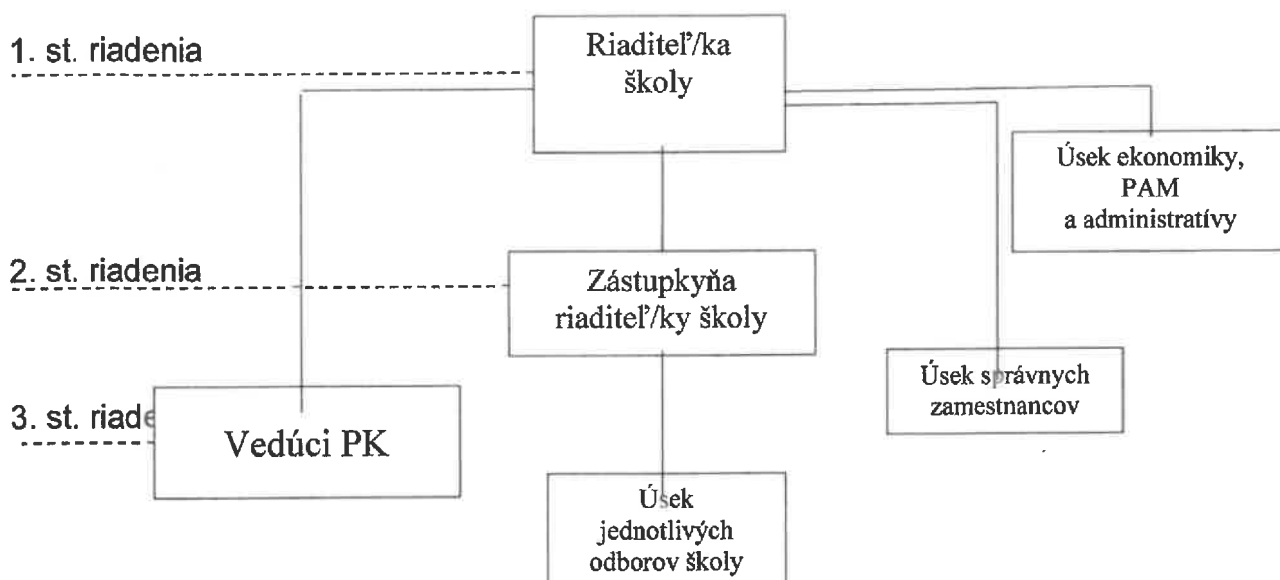 1. st. riadenia
Riaditeľ/ka
školy
Úsek ekonomiky,
PAM
a administratívy
2. st. riadenia
Zástupkyňa
riaditeľ/ky školy
Úsek správnych
zamestnancov
3. st. riade
Vedúci PK
Úsek
jednotlivých
odborov školy